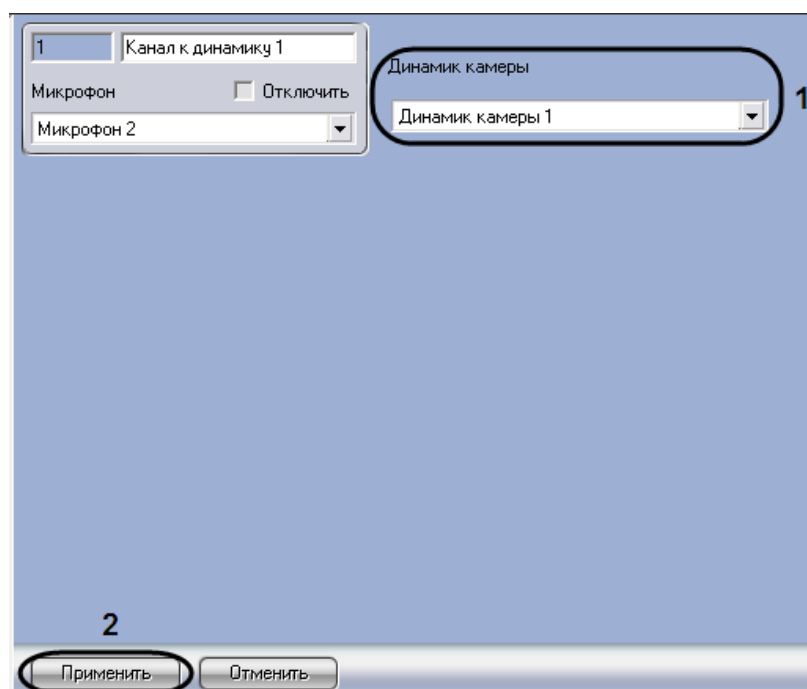 1 Канал к динамику 1
Микрофон Отключить
Микрофон 2
Динамик камеры
Динамик камеры 1
1
2
Применить Отменить